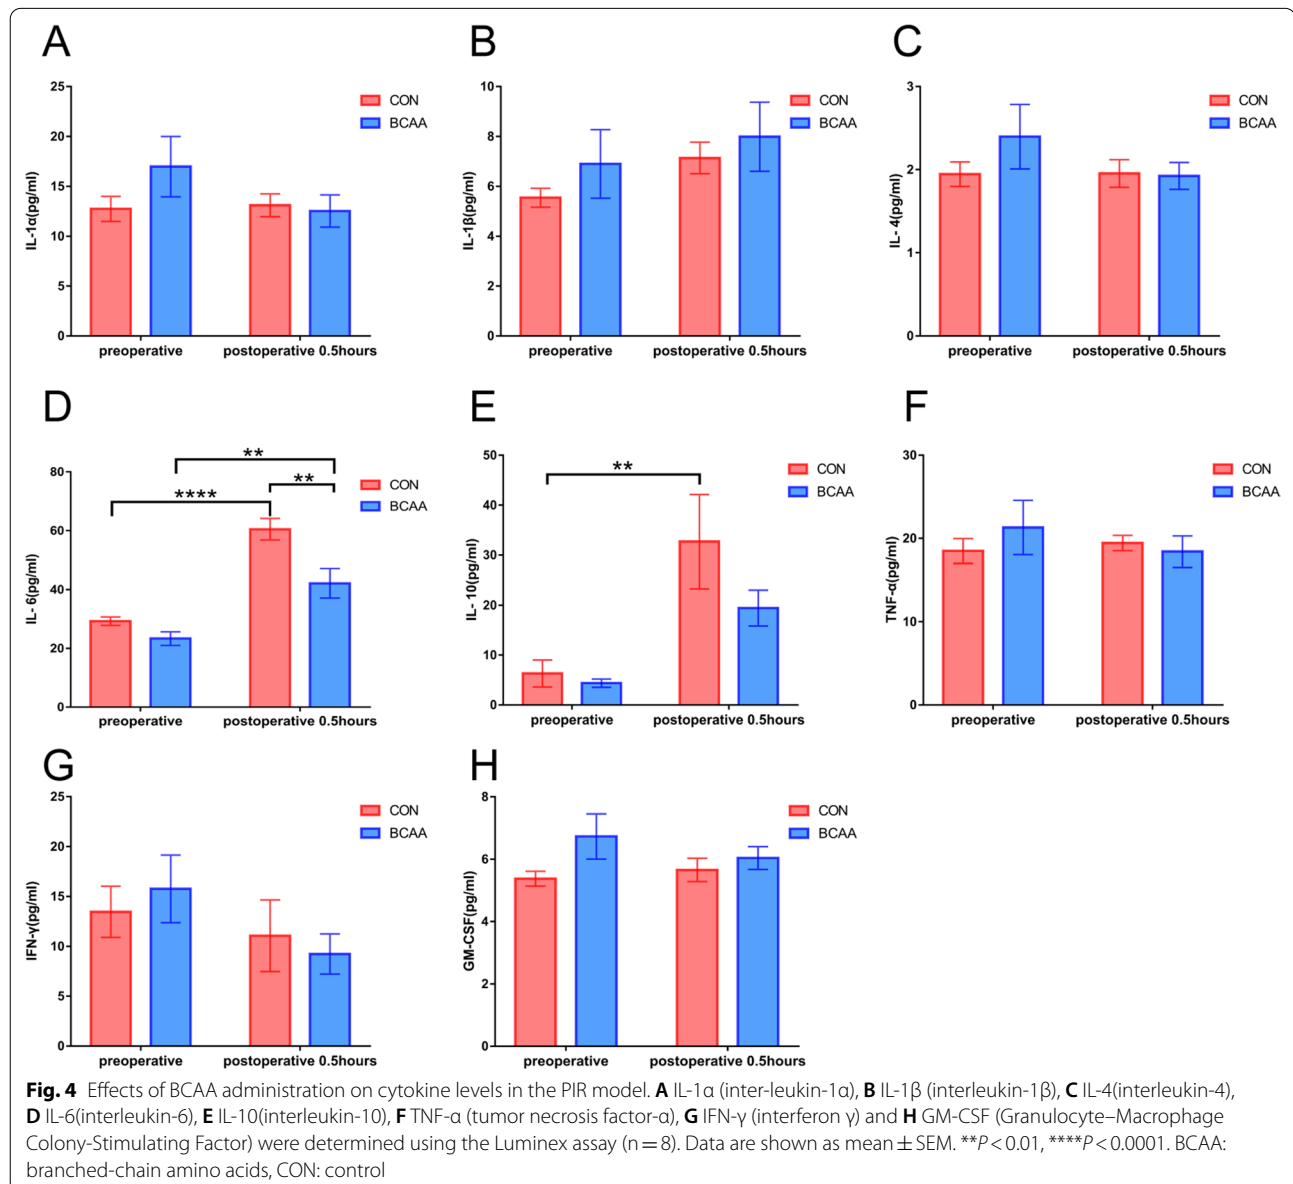 A
IL-1α(pg/ml)
25
20
15
10
5
0
preoperative
postoperative 0.5hours
CON
BCAA
B
IL-1β(pg/ml)
10
8
6
4
2
0
preoperative
postoperative 0.5hours
CON
BCAA
C
IL- 4(pg/ml)
3
2
1
0
preoperative
postoperative 0.5hours
CON
BCAA
D
IL- 6(pg/ml)
80
60
40
20
0
**
****
**
preoperative
postoperative 0.5hours
CON
BCAA
E
IL- 10(pg/ml)
50
40
30
20
10
0
**
preoperative
postoperative 0.5hours
CON
BCAA
F
TNF-α(pg/ml)
30
20
10
0
preoperative
postoperative 0.5hours
CON
BCAA
G
IFN-γ(pg/ml)
25
20
15
10
5
0
preoperative
postoperative 0.5hours
CON
BCAA
H
GM-CSF(pg/ml)
8
6
4
2
0
preoperative
postoperative 0.5hours
CON
BCAA
Fig. 4 Effects of BCAA administration on cytokine levels in the PIR model. A IL-1α (inter-leukin-1α), B IL-1β (interleukin-1β), C IL-4(interleukin-4),
D IL-6(interleukin-6), E IL-10(interleukin-10), F TNF-α (tumor necrosis factor-α), G IFN-γ (interferon γ) and H GM-CSF (Granulocyte–Macrophage
Colony-Stimulating Factor) were determined using the Luminex assay (n = 8). Data are shown as mean ± SEM. **P < 0.01, ****P < 0.0001. BCAA:
branched-chain amino acids, CON: control